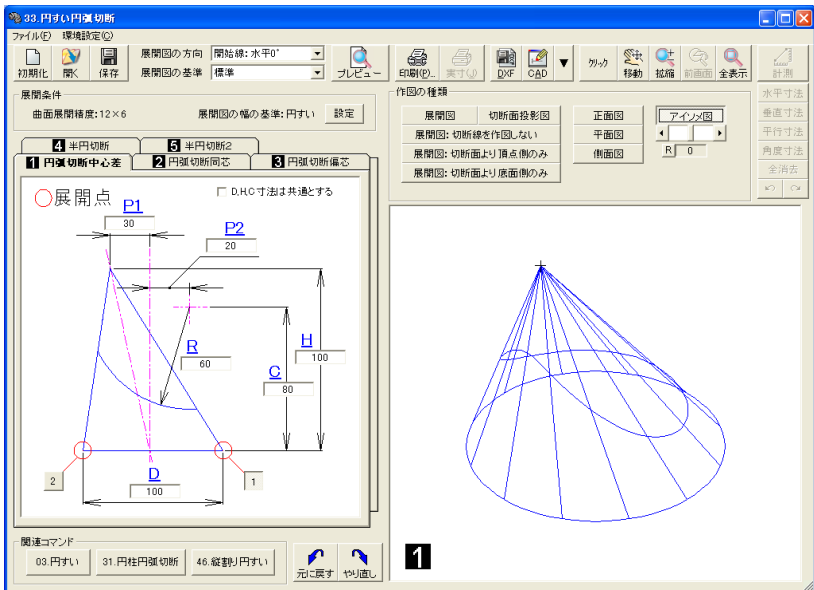 33.円すい円弧切断
ファイル(F) 環境設定(C)
初期化 開く 保存
展開図の方向 開始線:水平0°
展開図の基準 標準
プレビュー 印刷(P).. 実寸(J) DXF CAD ▼ クリック 移動 拡縮 前画面 全表示 計測
展開条件
曲面展開精度:12×6 展開図の幅の基準:円すい 設定
4 半円切断 5 半円切断2
1 円弧切断中心差 2 円弧切断同芯 3 円弧切断偏芯
○展開点
D,H,C寸法は共通とする
P1
30
P2
20
R
60
H
100
C
80
D
100
2
1
関連コマンド
03.円すい 31.円柱円弧切断 46.縦割り円すい
元に戻す やり直し
作図の種類
展開図 切断面投影図
展開図:切断線を作図しない
展開図:切断面より頂点側のみ
展開図:切断面より底面側のみ
正面図
平面図
側面図
アイソメ図
R 0
水平寸法
垂直寸法
平行寸法
角度寸法
全消去
1